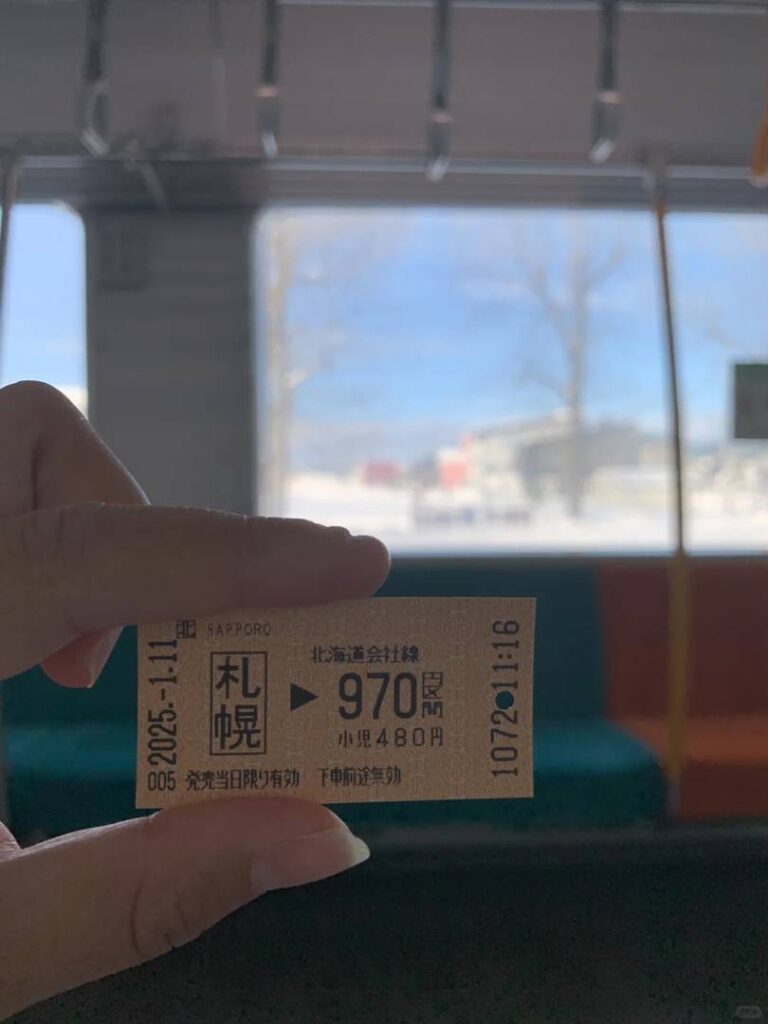 2025.-1.11
北 SAPPORO
札幌
▶
北海道会社線
970円区間
小児480円
005 発売当日限り有効 下車前途無効
1072 11:16